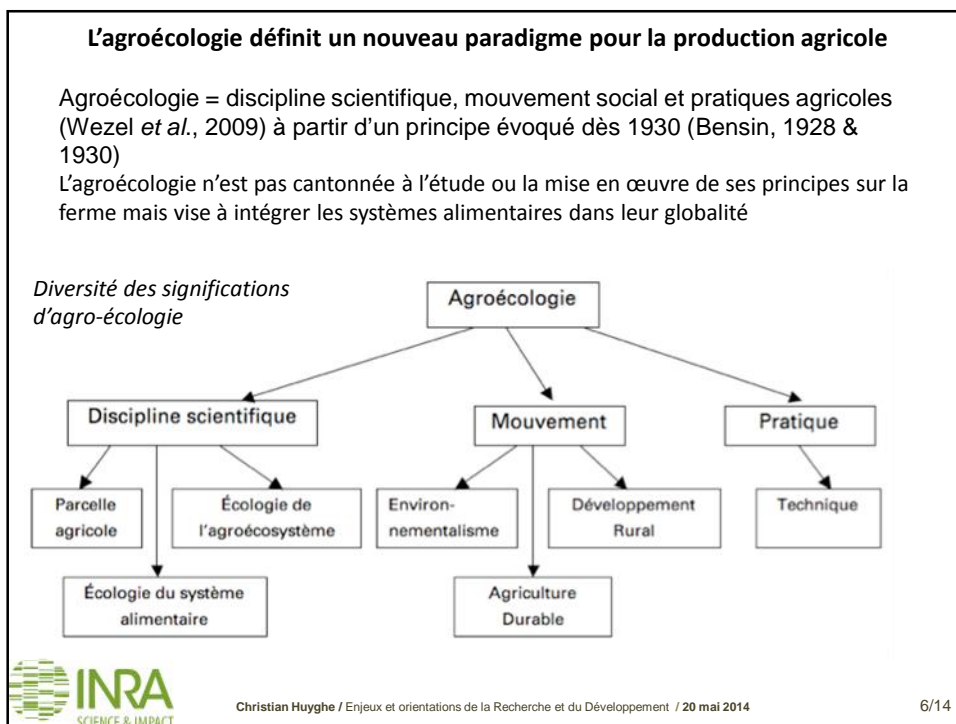 L'agroécologie définit un nouveau paradigme pour la production agricole
Agroécologie = discipline scientifique, mouvement social et pratiques agricoles
(Wezel et al., 2009) à partir d'un principe évoqué dès 1930 (Bensin, 1928 &
1930)
L'agroécologie n'est pas cantonnée à l'étude ou la mise en œuvre de ses principes sur la
ferme mais vise à intégrer les systèmes alimentaires dans leur globalité
Diversité des significations
d'agro-écologie
Agroécologie
Discipline scientifique
Mouvement
Pratique
Parcelle
agricole
Écologie de
l'agroécosystème
Environ-
nementalisme
Développement
Rural
Technique
Écologie du système
alimentaire
Agriculture
Durable
INRA
SCIENCE & IMPACT
Christian Huyghe / Enjeux et orientations de la Recherche et du Développement / 20 mai 2014
6/14